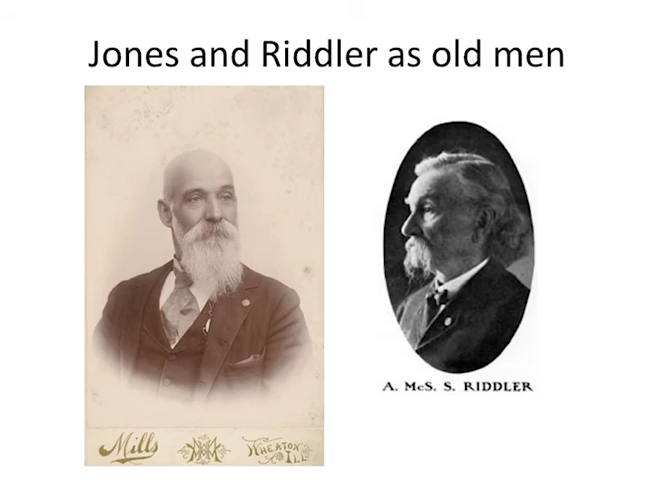 Jones and Riddler as old men
A. McS. S. RIDDLER
Mills
WHEATON
ILL